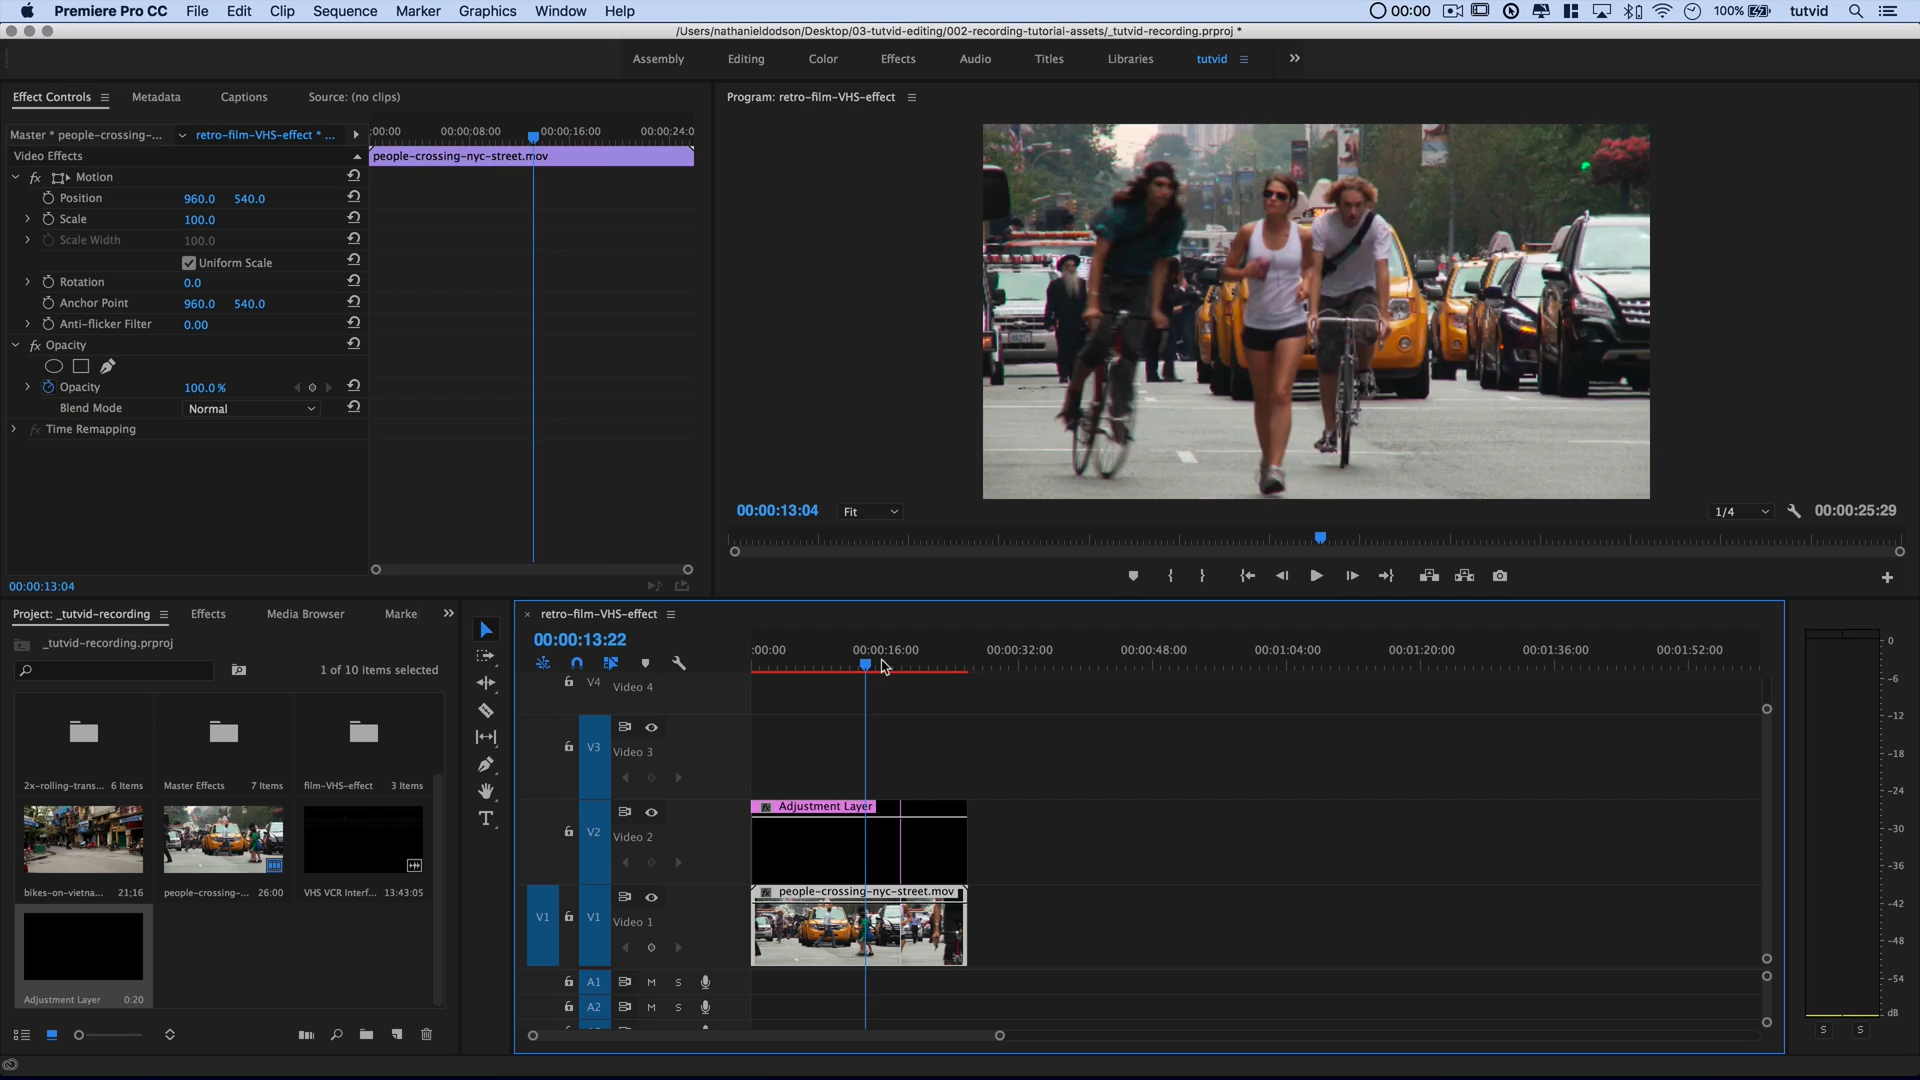 Premiere Pro CC File Edit Clip Sequence Marker Graphics Window Help 00:00 100% tutvid
/Users/nathanieldodson/Desktop/03-tutvid-editing/002-recording-tutorial-assets/_tutvid-recording.prproj *
Assembly Editing Color Effects Audio Titles Libraries tutvid
Effect Controls Metadata Captions Source: (no clips)
Master * people-crossing-... retro-film-VHS-effect * ...
:00:00 00:00:08:00 00:00:16:00 00:00:24:0
Video Effects
people-crossing-nyc-street.mov
fx Motion
Position 960.0 540.0
Scale 100.0
Scale Width 100.0
Uniform Scale
Rotation 0.0
Anchor Point 960.0 540.0
Anti-flicker Filter 0.00
fx Opacity
Opacity 100.0 %
Blend Mode Normal
fx Time Remapping
00:00:13:04
Program: retro-film-VHS-effect
00:00:13:04 Fit 1/4 00:00:25:29
Project: _tutvid-recording Effects Media Browser Marke
_tutvid-recording.prproj
1 of 10 items selected
2x-rolling-trans... 6 Items
Master Effects 7 Items
film-VHS-effect 3 Items
bikes-on-vietna... 21;16
people-crossing-... 26:00
VHS VCR Interf... 13:43:05
Adjustment Layer 0:20
T
× retro-film-VHS-effect
00:00:13:22
:00:00 00:00:16:00 00:00:32:00 00:00:48:00 00:01:04:00 00:01:20:00 00:01:36:00 00:01:52:00
V4 Video 4
V3 Video 3
V2 Video 2
fx Adjustment Layer
V1 V1 Video 1
fx people-crossing-nyc-street.mov
A1 M S
A2 M S
0
-6
-12
-18
-24
-30
-36
-42
-48
-54
dB
S S